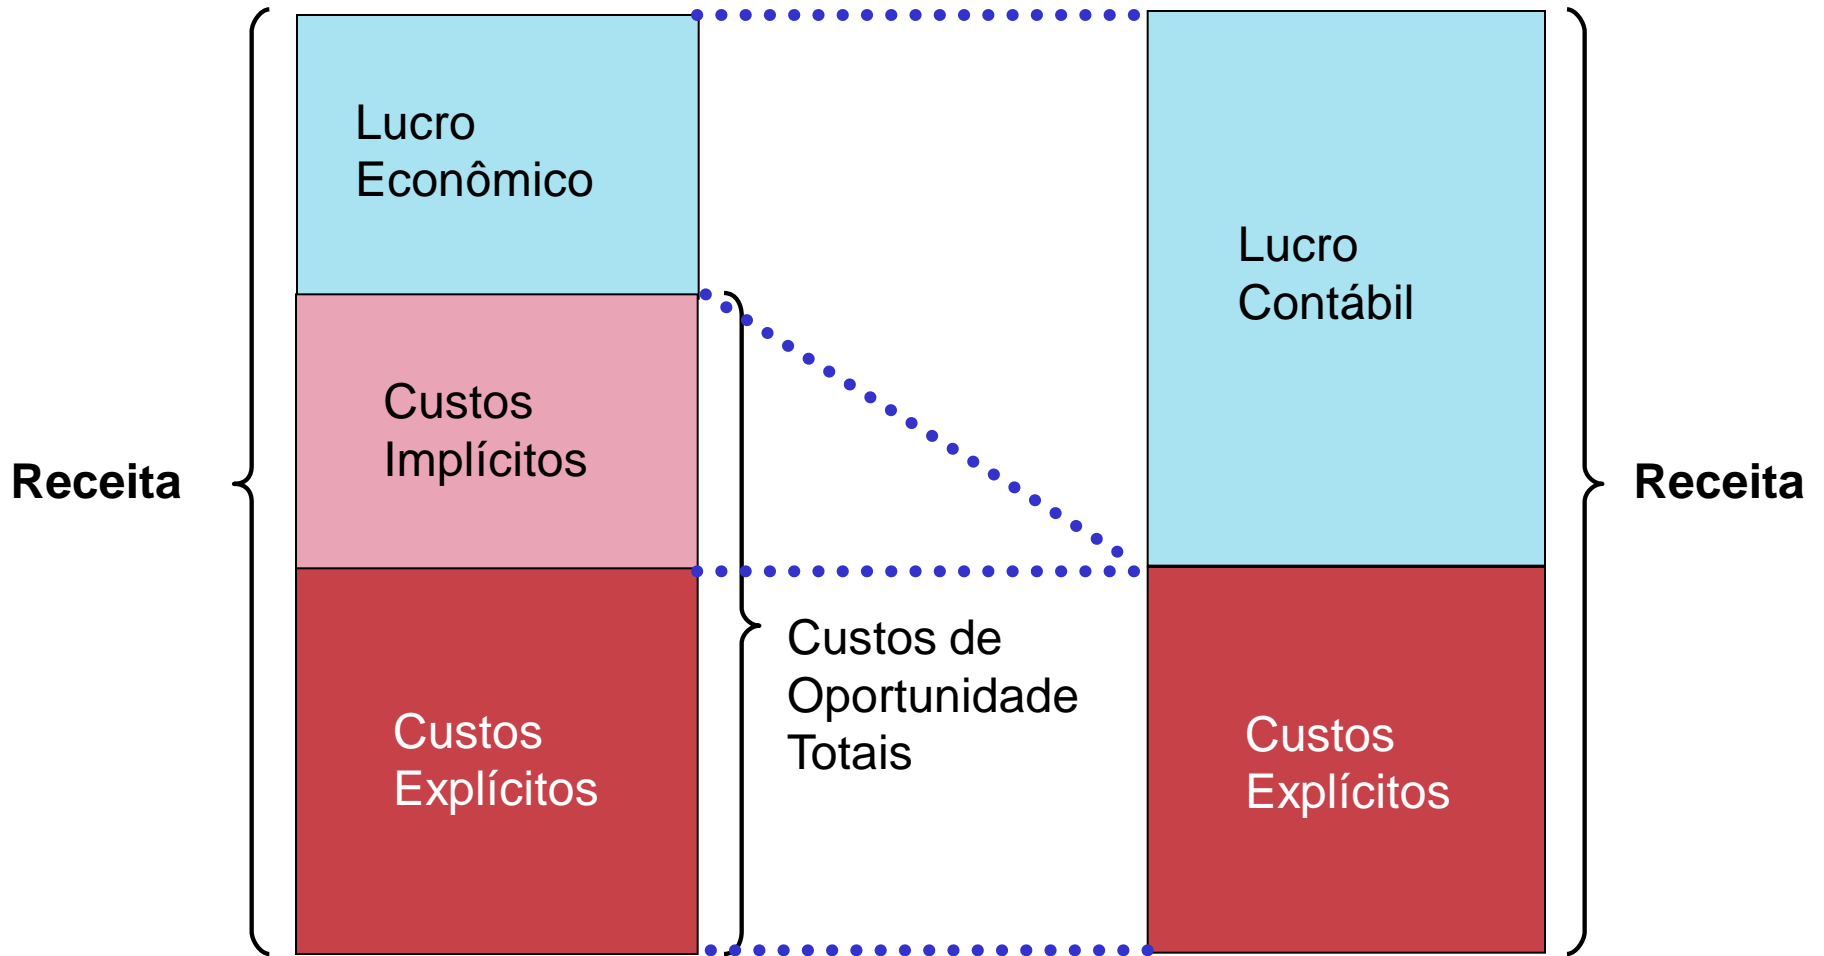 Lucro
Econômico
Custos
Implícitos
Receita
Custos
Explícitos
Custos de
Oportunidade
Totais
Lucro
Contábil
Receita
Custos
Explícitos